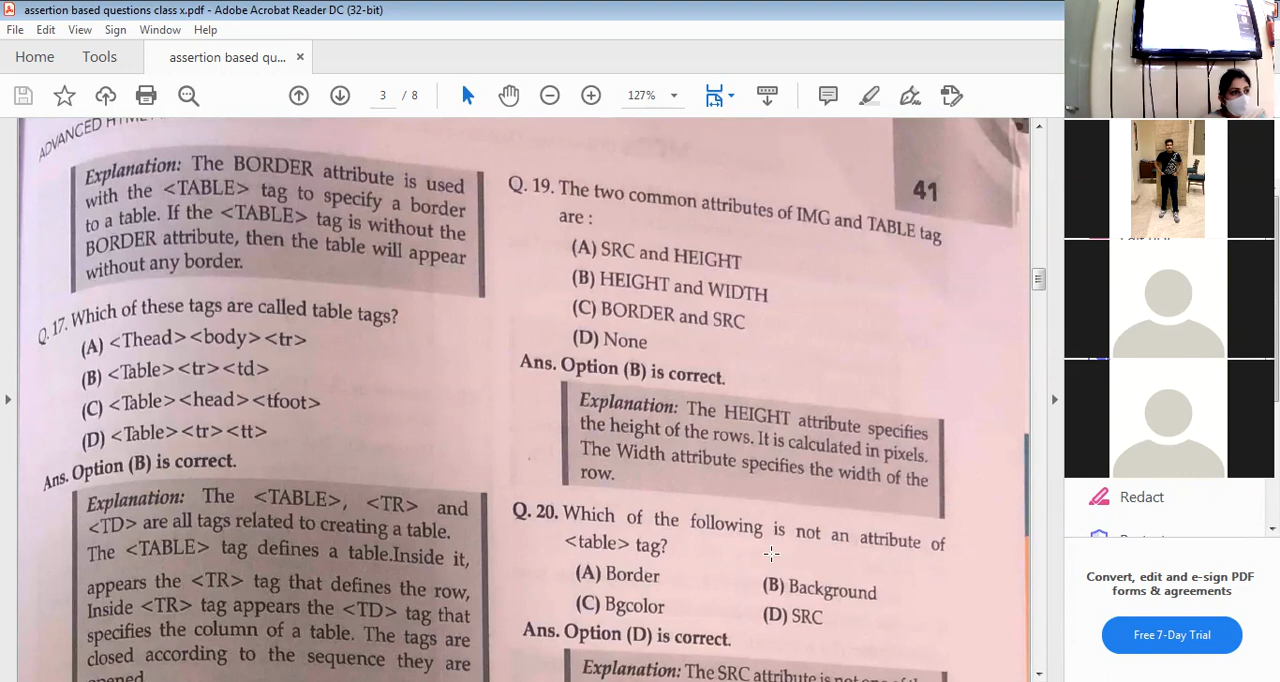 assertion based questions class x.pdf - Adobe Acrobat Reader DC (32-bit)
File Edit View Sign Window Help
Home Tools assertion based qu... ×
3 / 8 127%
ADVANCED
Explanation: The BORDER attribute is used
with the <TABLE> tag to specify a border
to a table. If the <TABLE> tag is without the
BORDER attribute, then the table will appear
without any border.
Q. 17. Which of these tags are called table tags?
(A) <Thead><body><tr>
(B) <Table><tr><td>
(C) <Table><head><tfoot>
(D) <Table><tr><tt>
Ans. Option (B) is correct.
Explanation: The <TABLE>, <TR> and
<TD> are all tags related to creating a table.
The <TABLE> tag defines a table.Inside it,
appears the <TR> tag that defines the row,
Inside <TR> tag appears the <TD> tag that
specifies the column of a table. The tags are
closed according to the sequence they are
opened
41
Q. 19. The two common attributes of IMG and TABLE tag
are :
(A) SRC and HEIGHT
(B) HEIGHT and WIDTH
(C) BORDER and SRC
(D) None
Ans. Option (B) is correct.
Explanation: The HEIGHT attribute specifies
the height of the rows. It is calculated in pixels.
The Width attribute specifies the width of the
row.
Q. 20. Which of the following is not an attribute of
<table> tag?
(A) Border (B) Background
(C) Bgcolor (D) SRC
Ans. Option (D) is correct.
Explanation: The SRC attribute is not one of the
Redact
Convert, edit and e-sign PDF
forms & agreements
Free 7-Day Trial